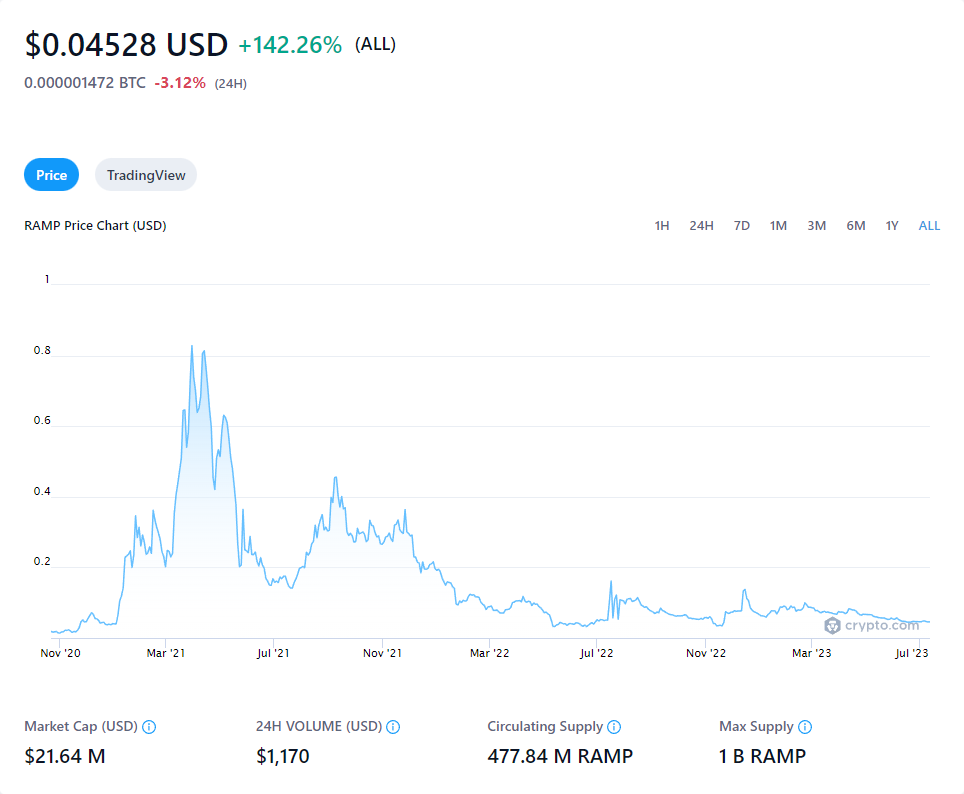 $0.04528 USD +142.26% (ALL)
0.000001472 BTC -3.12% (24H)
Price TradingView
RAMP Price Chart (USD) 1H 24H 7D 1M 3M 6M 1Y ALL
1
0.8
0.6
0.4
0.2
crypto.com
Nov '20 Mar '21 Jul '21 Nov '21 Mar '22 Jul '22 Nov '22 Mar '23 Jul '23
Market Cap (USD) 24H VOLUME (USD) Circulating Supply Max Supply
$21.64 M $1,170 477.84 M RAMP 1 B RAMP